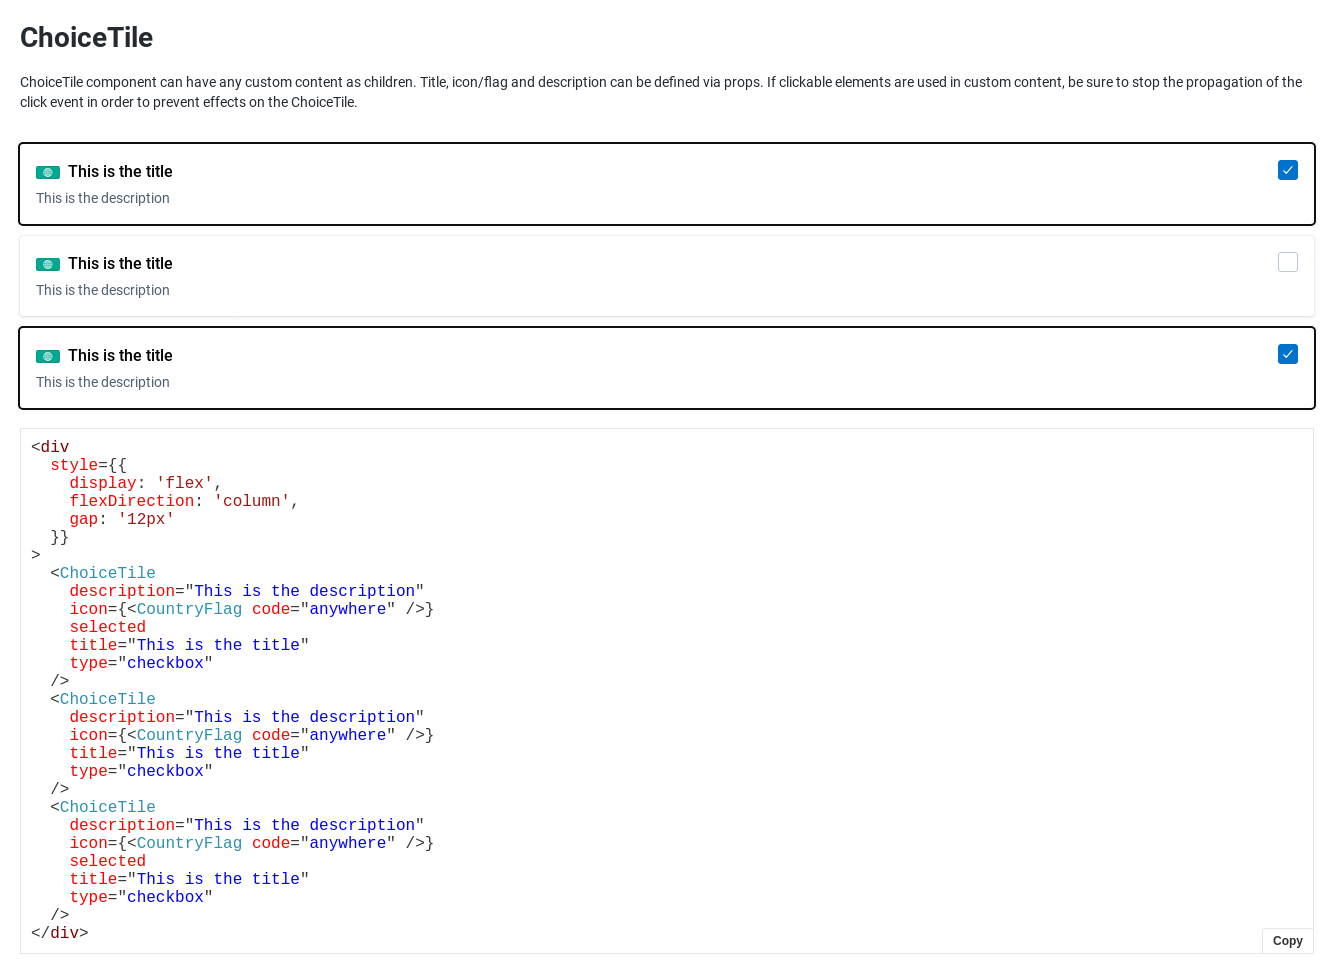 ChoiceTile
ChoiceTile component can have any custom content as children. Title, icon/flag and description can be defined via props. If clickable elements are used in custom content, be sure to stop the propagation of the
click event in order to prevent effects on the ChoiceTile.
This is the title
This is the description
This is the title
This is the description
This is the title
This is the description
<div
  style={{
    display: 'flex',
    flexDirection: 'column',
    gap: '12px'
  }}
>
  <ChoiceTile
    description="This is the description"
    icon={<CountryFlag code="anywhere" />}
    selected
    title="This is the title"
    type="checkbox"
  />
  <ChoiceTile
    description="This is the description"
    icon={<CountryFlag code="anywhere" />}
    title="This is the title"
    type="checkbox"
  />
  <ChoiceTile
    description="This is the description"
    icon={<CountryFlag code="anywhere" />}
    selected
    title="This is the title"
    type="checkbox"
  />
</div>
Copy